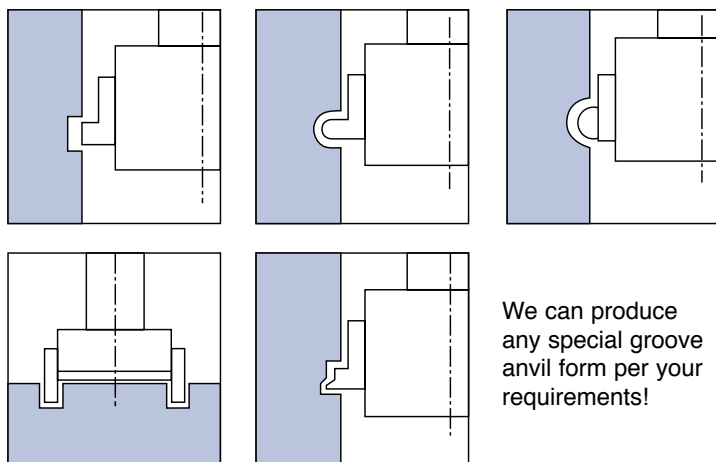 We can produce
any special groove
anvil form per your
requirements!